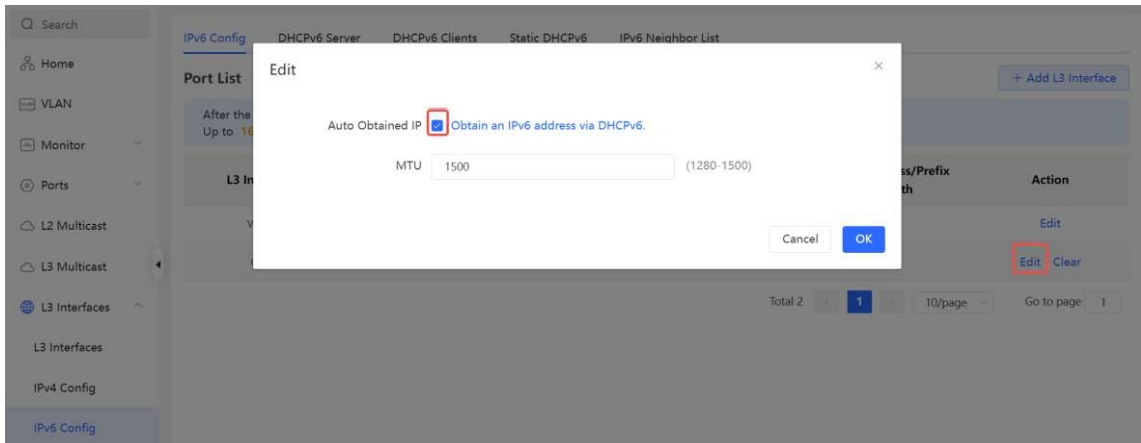 Search
Home
VLAN
Monitor
Ports
L2 Multicast
L3 Multicast
L3 Interfaces
L3 Interfaces
IPv4 Config
IPv6 Config
IPv6 Config DHCPv6 Server DHCPv6 Clients Static DHCPv6 IPv6 Neighbor List
Port List
+ Add L3 Interface
After the
Up to 16
L3 In
ss/Prefix
th
Action
V
Edit
Edit Clear
Total 2 1 10/page Go to page 1
Edit
Auto Obtained IP Obtain an IPv6 address via DHCPv6.
MTU 1500 (1280-1500)
Cancel OK